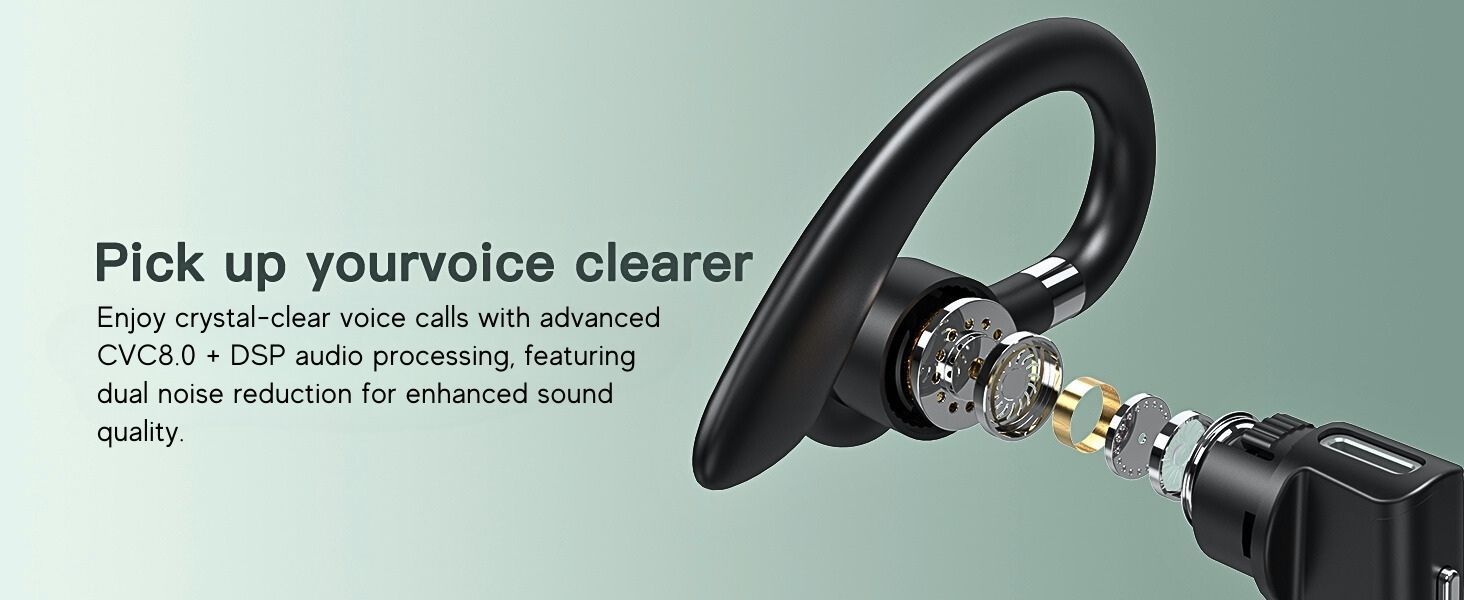 Pick up yourvoice clearer
Enjoy crystal-clear voice calls with advanced
CVC8.0 + DSP audio processing, featuring
dual noise reduction for enhanced sound
quality.